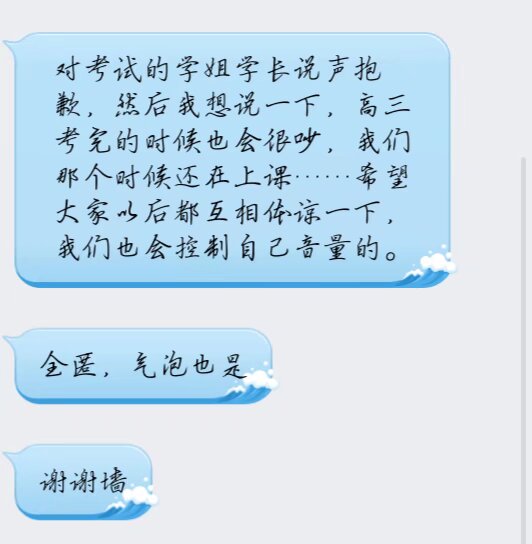 对考试的学姐学长说声抱
歉，然后我想说一下，高三
考完的时候也会很吵，我们
那个时候还在上课……希望
大家以后都互相体谅一下，
我们也会控制自己音量的。
全匿，气泡也是
谢谢墙